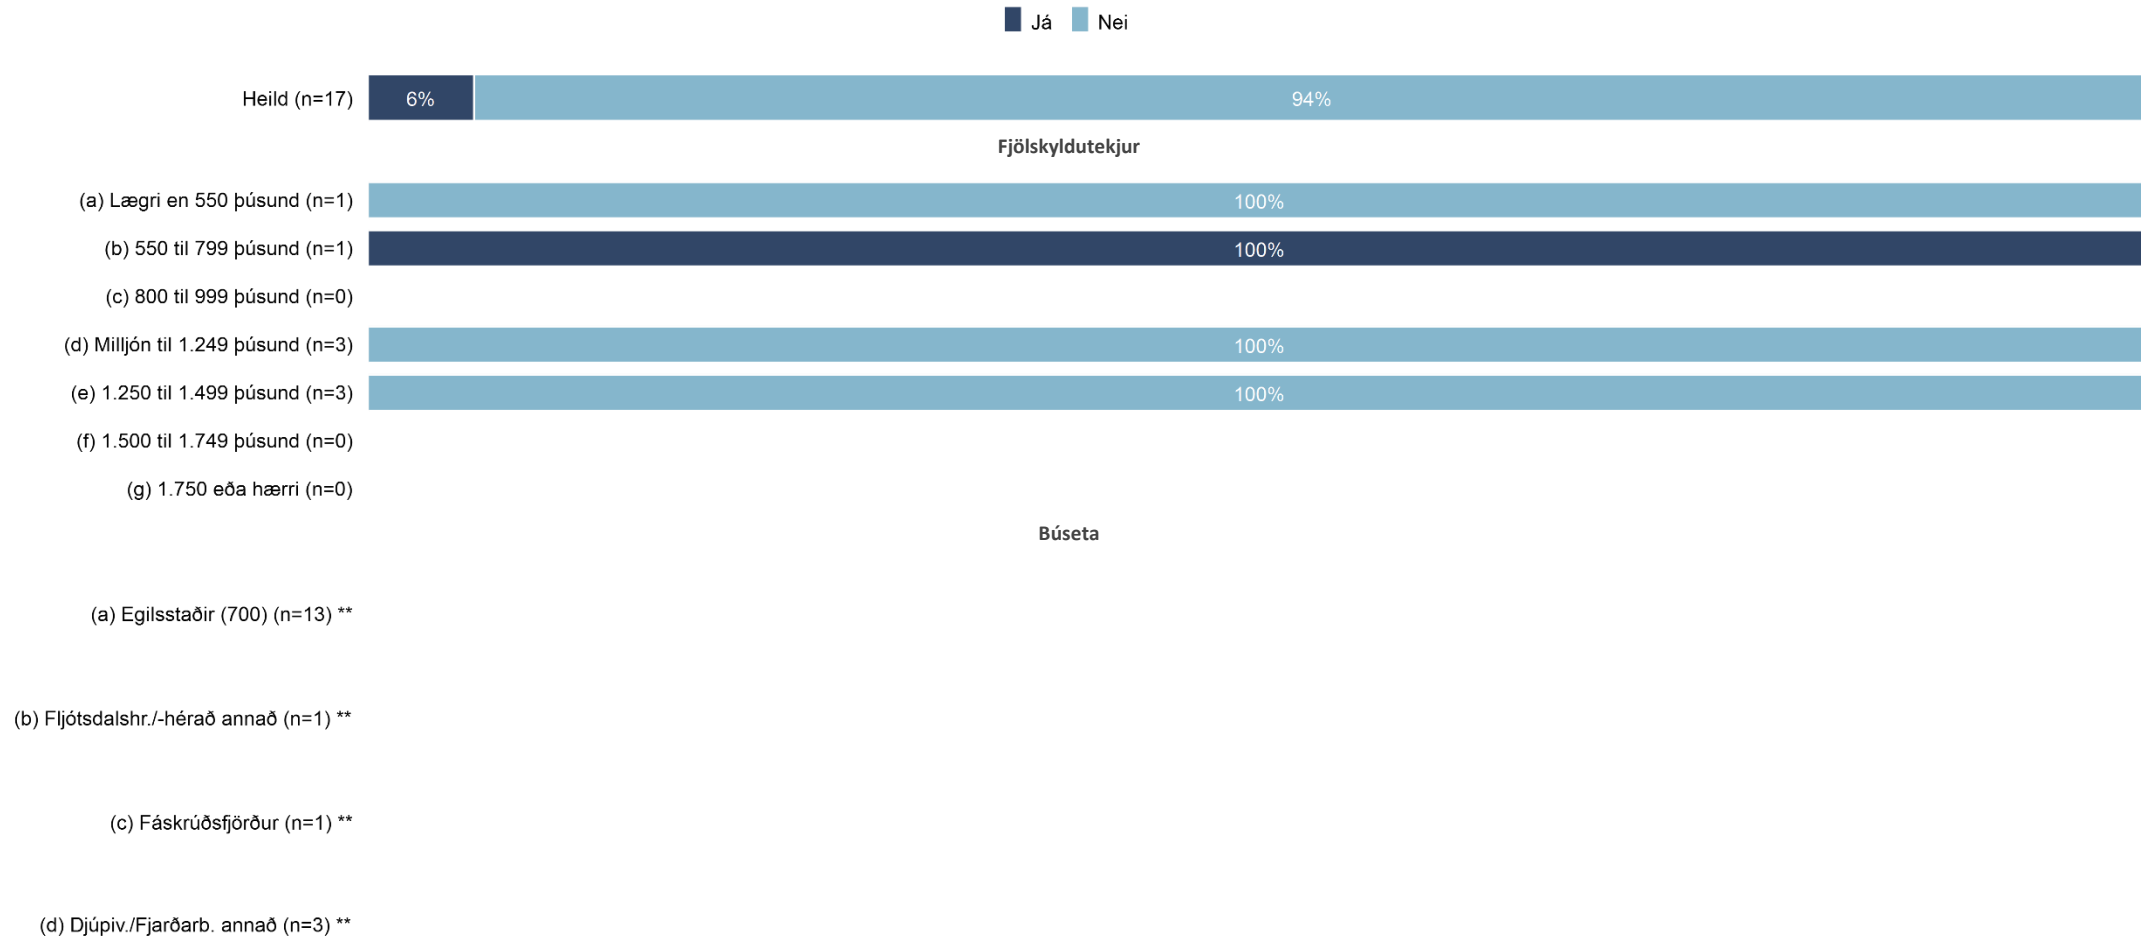 Já Nei
Heild (n=17) 6% 94%
Fjölskyldutekjur
(a) Lægri en 550 þúsund (n=1) 100%
(b) 550 til 799 þúsund (n=1) 100%
(c) 800 til 999 þúsund (n=0)
(d) Milljón til 1.249 þúsund (n=3) 100%
(e) 1.250 til 1.499 þúsund (n=3) 100%
(f) 1.500 til 1.749 þúsund (n=0)
(g) 1.750 eða hærri (n=0)
Búseta
(a) Egilsstaðir (700) (n=13) **
(b) Fljótsdalshr./-hérað annað (n=1) **
(c) Fáskrúðsfjörður (n=1) **
(d) Djúpiv./Fjarðarb. annað (n=3) **